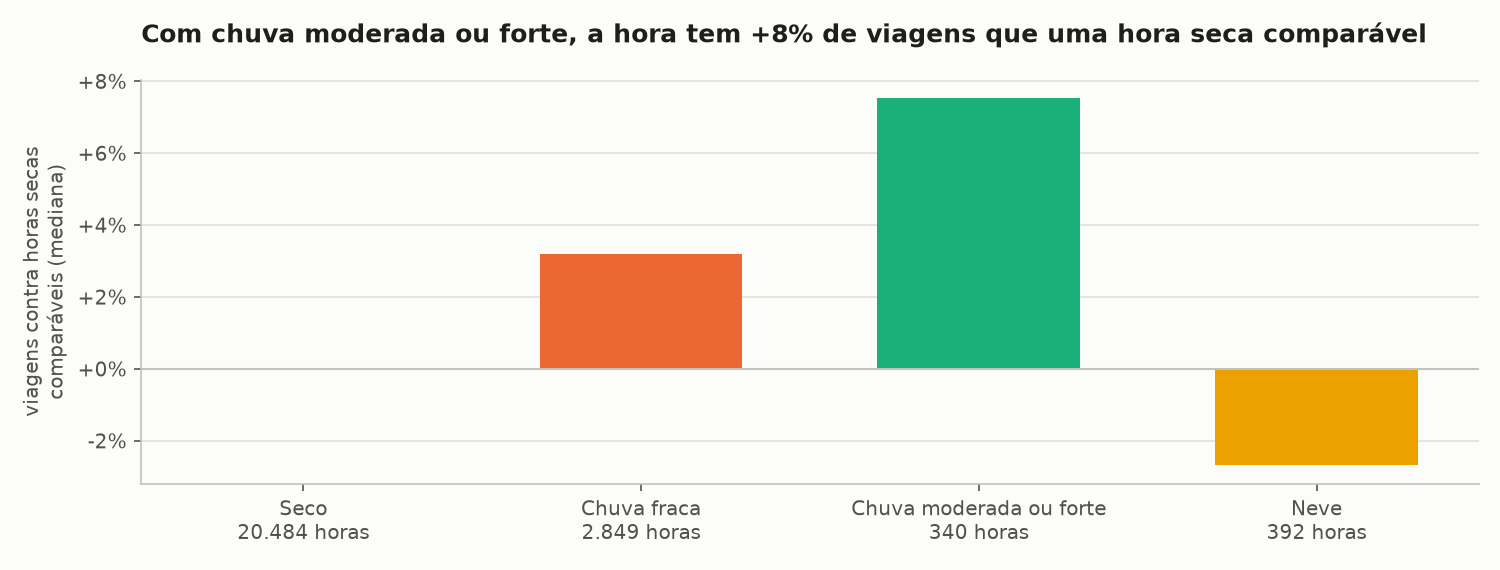 Com chuva moderada ou forte, a hora tem +8% de viagens que uma hora seca comparável
viagens contra horas secas
comparáveis (mediana)
+8%
+6%
+4%
+2%
+0%
-2%
Seco
20.484 horas
Chuva fraca
2.849 horas
Chuva moderada ou forte
340 horas
Neve
392 horas